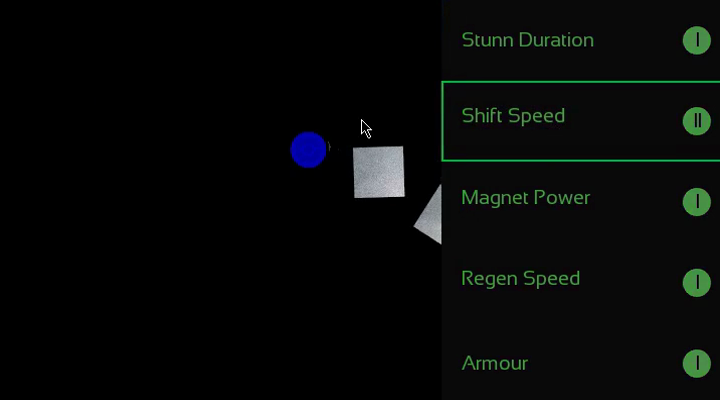 Stunn Duration I
Shift Speed II
Magnet Power I
Regen Speed I
Armour I